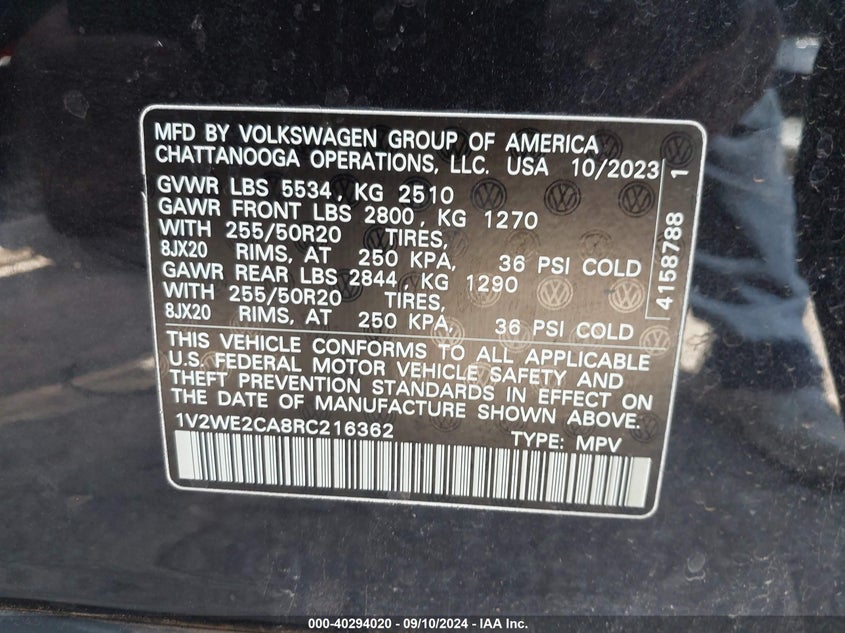 MFD BY VOLKSWAGEN GROUP OF AMERICA
CHATTANOOGA OPERATIONS, LLC. USA 10/2023
GVWR LBS 5534, KG 2510
GAWR FRONT LBS 2800, KG 1270
WITH 255/50R20 TIRES,
8JX20 RIMS, AT 250 KPA, 36 PSI COLD
GAWR REAR LBS 2844, KG 1290
WITH 255/50R20 TIRES,
8JX20 RIMS, AT 250 KPA, 36 PSI COLD
4158788 1
THIS VEHICLE CONFORMS TO ALL APPLICABLE
U.S. FEDERAL MOTOR VEHICLE SAFETY AND
THEFT PREVENTION STANDARDS IN EFFECT ON
THE DATE OF MANUFACTURE SHOWN ABOVE.
1V2WE2CA8RC216362 TYPE: MPV
000-40294020 - 09/10/2024 - IAA